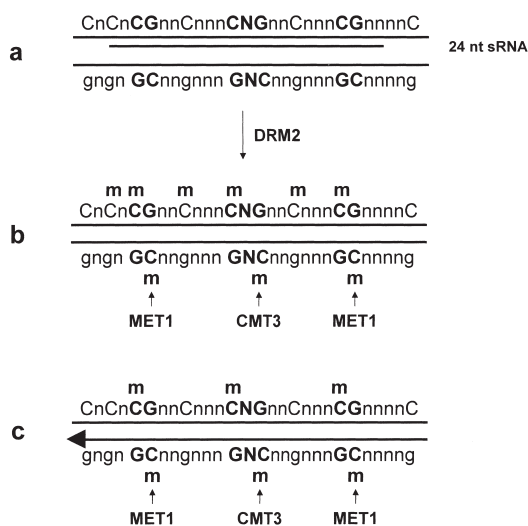 CnCnCGnnCnnnCNGnnCnnnCGnnnnC
a
24 nt sRNA
gngn GCnngnnn GNCnngnnnGCnnnng
DRM2
m m m m m m
CnCnCGnnCnnnCNGnnCnnnCGnnnnC
b
gngn GCnngnnn GNCnngnnnGCnnnng
m m m
MET1 CMT3 MET1
m m m
CnCnCGnnCnnnCNGnnCnnnCGnnnnC
c
gngn GCnngnnn GNCnngnnnGCnnnng
m m m
MET1 CMT3 MET1